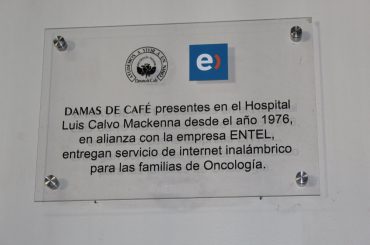 DAMAS DE CAFÉ presentes en el Hospital
Luis Calvo Mackenna desde el año 1976,
en alianza con la empresa ENTEL,
entregan servicio de internet inalámbrico
para las familias de Oncología.